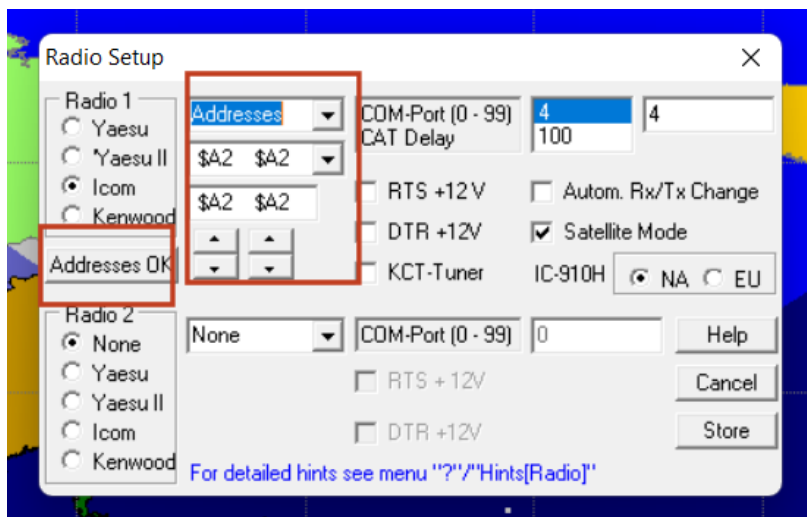 Radio Setup
Radio 1
Yaesu
'Yaesu II
Icom
Kenwood
Addresses OK
Addresses
$A2 $A2
$A2 $A2
COM-Port (0 - 99)
CAT Delay
4
100
4
RTS +12 V
Autom. Rx/Tx Change
DTR +12V
Satellite Mode
KCT-Tuner
IC-910H
NA
EU
Radio 2
None
Yaesu
Yaesu II
Icom
Kenwood
None
COM-Port (0 - 99)
0
Help
RTS + 12V
Cancel
DTR +12V
Store
For detailed hints see menu "?"/"Hints[Radio]"